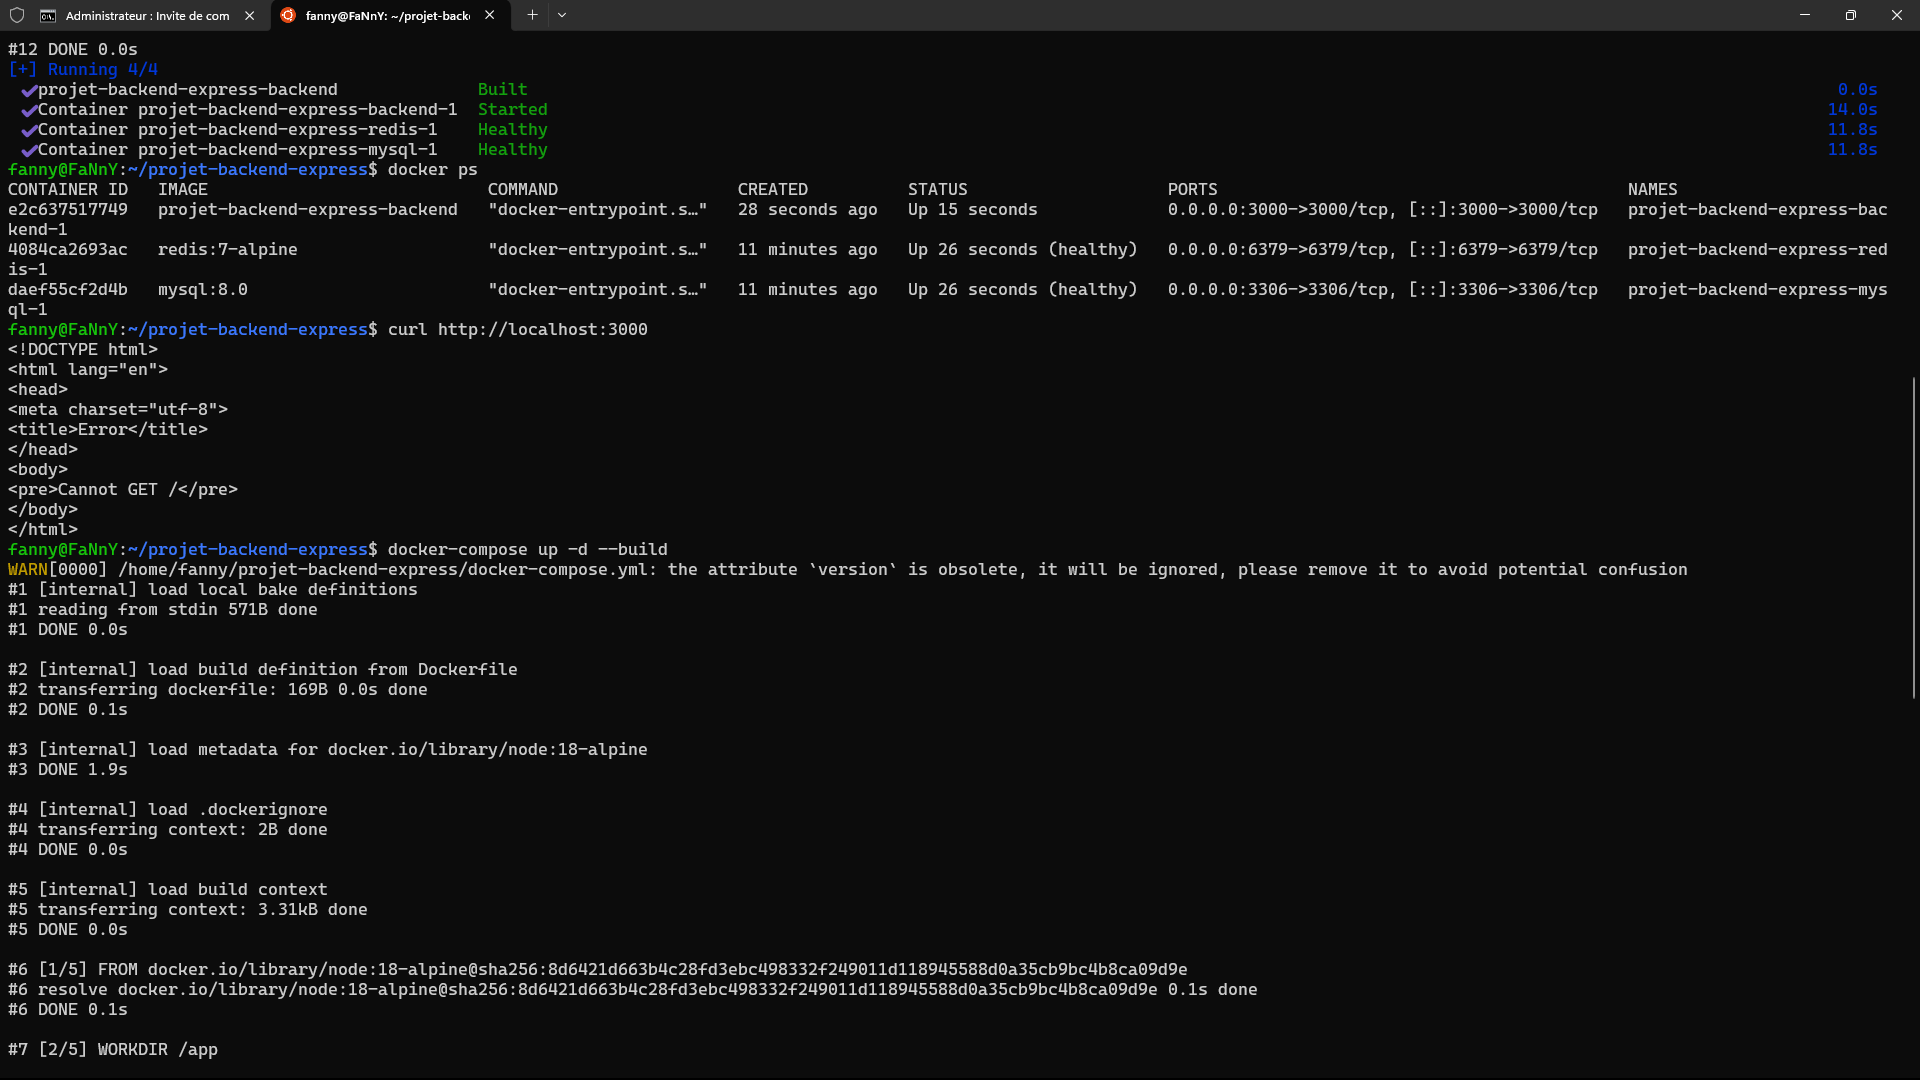 Administrateur : Invite de com
fanny@FaNnY: ~/projet-back
#12 DONE 0.0s
[+] Running 4/4
✔projet-backend-express-backend Built 0.0s
✔Container projet-backend-express-backend-1 Started 14.0s
✔Container projet-backend-express-redis-1 Healthy 11.8s
✔Container projet-backend-express-mysql-1 Healthy 11.8s
fanny@FaNnY:~/projet-backend-express$ docker ps
CONTAINER ID IMAGE COMMAND CREATED STATUS PORTS NAMES
e2c637517749 projet-backend-express-backend "docker-entrypoint.s…" 28 seconds ago Up 15 seconds 0.0.0.0:3000->3000/tcp, [::]:3000->3000/tcp projet-backend-express-bac
kend-1
4084ca2693ac redis:7-alpine "docker-entrypoint.s…" 11 minutes ago Up 26 seconds (healthy) 0.0.0.0:6379->6379/tcp, [::]:6379->6379/tcp projet-backend-express-red
is-1
daef55cf2d4b mysql:8.0 "docker-entrypoint.s…" 11 minutes ago Up 26 seconds (healthy) 0.0.0.0:3306->3306/tcp, [::]:3306->3306/tcp projet-backend-express-mys
ql-1
fanny@FaNnY:~/projet-backend-express$ curl http://localhost:3000
<!DOCTYPE html>
<html lang="en">
<head>
<meta charset="utf-8">
<title>Error</title>
</head>
<body>
<pre>Cannot GET /</pre>
</body>
</html>
fanny@FaNnY:~/projet-backend-express$ docker-compose up -d --build
WARN[0000] /home/fanny/projet-backend-express/docker-compose.yml: the attribute `version` is obsolete, it will be ignored, please remove it to avoid potential confusion
#1 [internal] load local bake definitions
#1 reading from stdin 571B done
#1 DONE 0.0s
#2 [internal] load build definition from Dockerfile
#2 transferring dockerfile: 169B 0.0s done
#2 DONE 0.1s
#3 [internal] load metadata for docker.io/library/node:18-alpine
#3 DONE 1.9s
#4 [internal] load .dockerignore
#4 transferring context: 2B done
#4 DONE 0.0s
#5 [internal] load build context
#5 transferring context: 3.31kB done
#5 DONE 0.0s
#6 [1/5] FROM docker.io/library/node:18-alpine@sha256:8d6421d663b4c28fd3ebc498332f249011d118945588d0a35cb9bc4b8ca09d9e
#6 resolve docker.io/library/node:18-alpine@sha256:8d6421d663b4c28fd3ebc498332f249011d118945588d0a35cb9bc4b8ca09d9e 0.1s done
#6 DONE 0.1s
#7 [2/5] WORKDIR /app